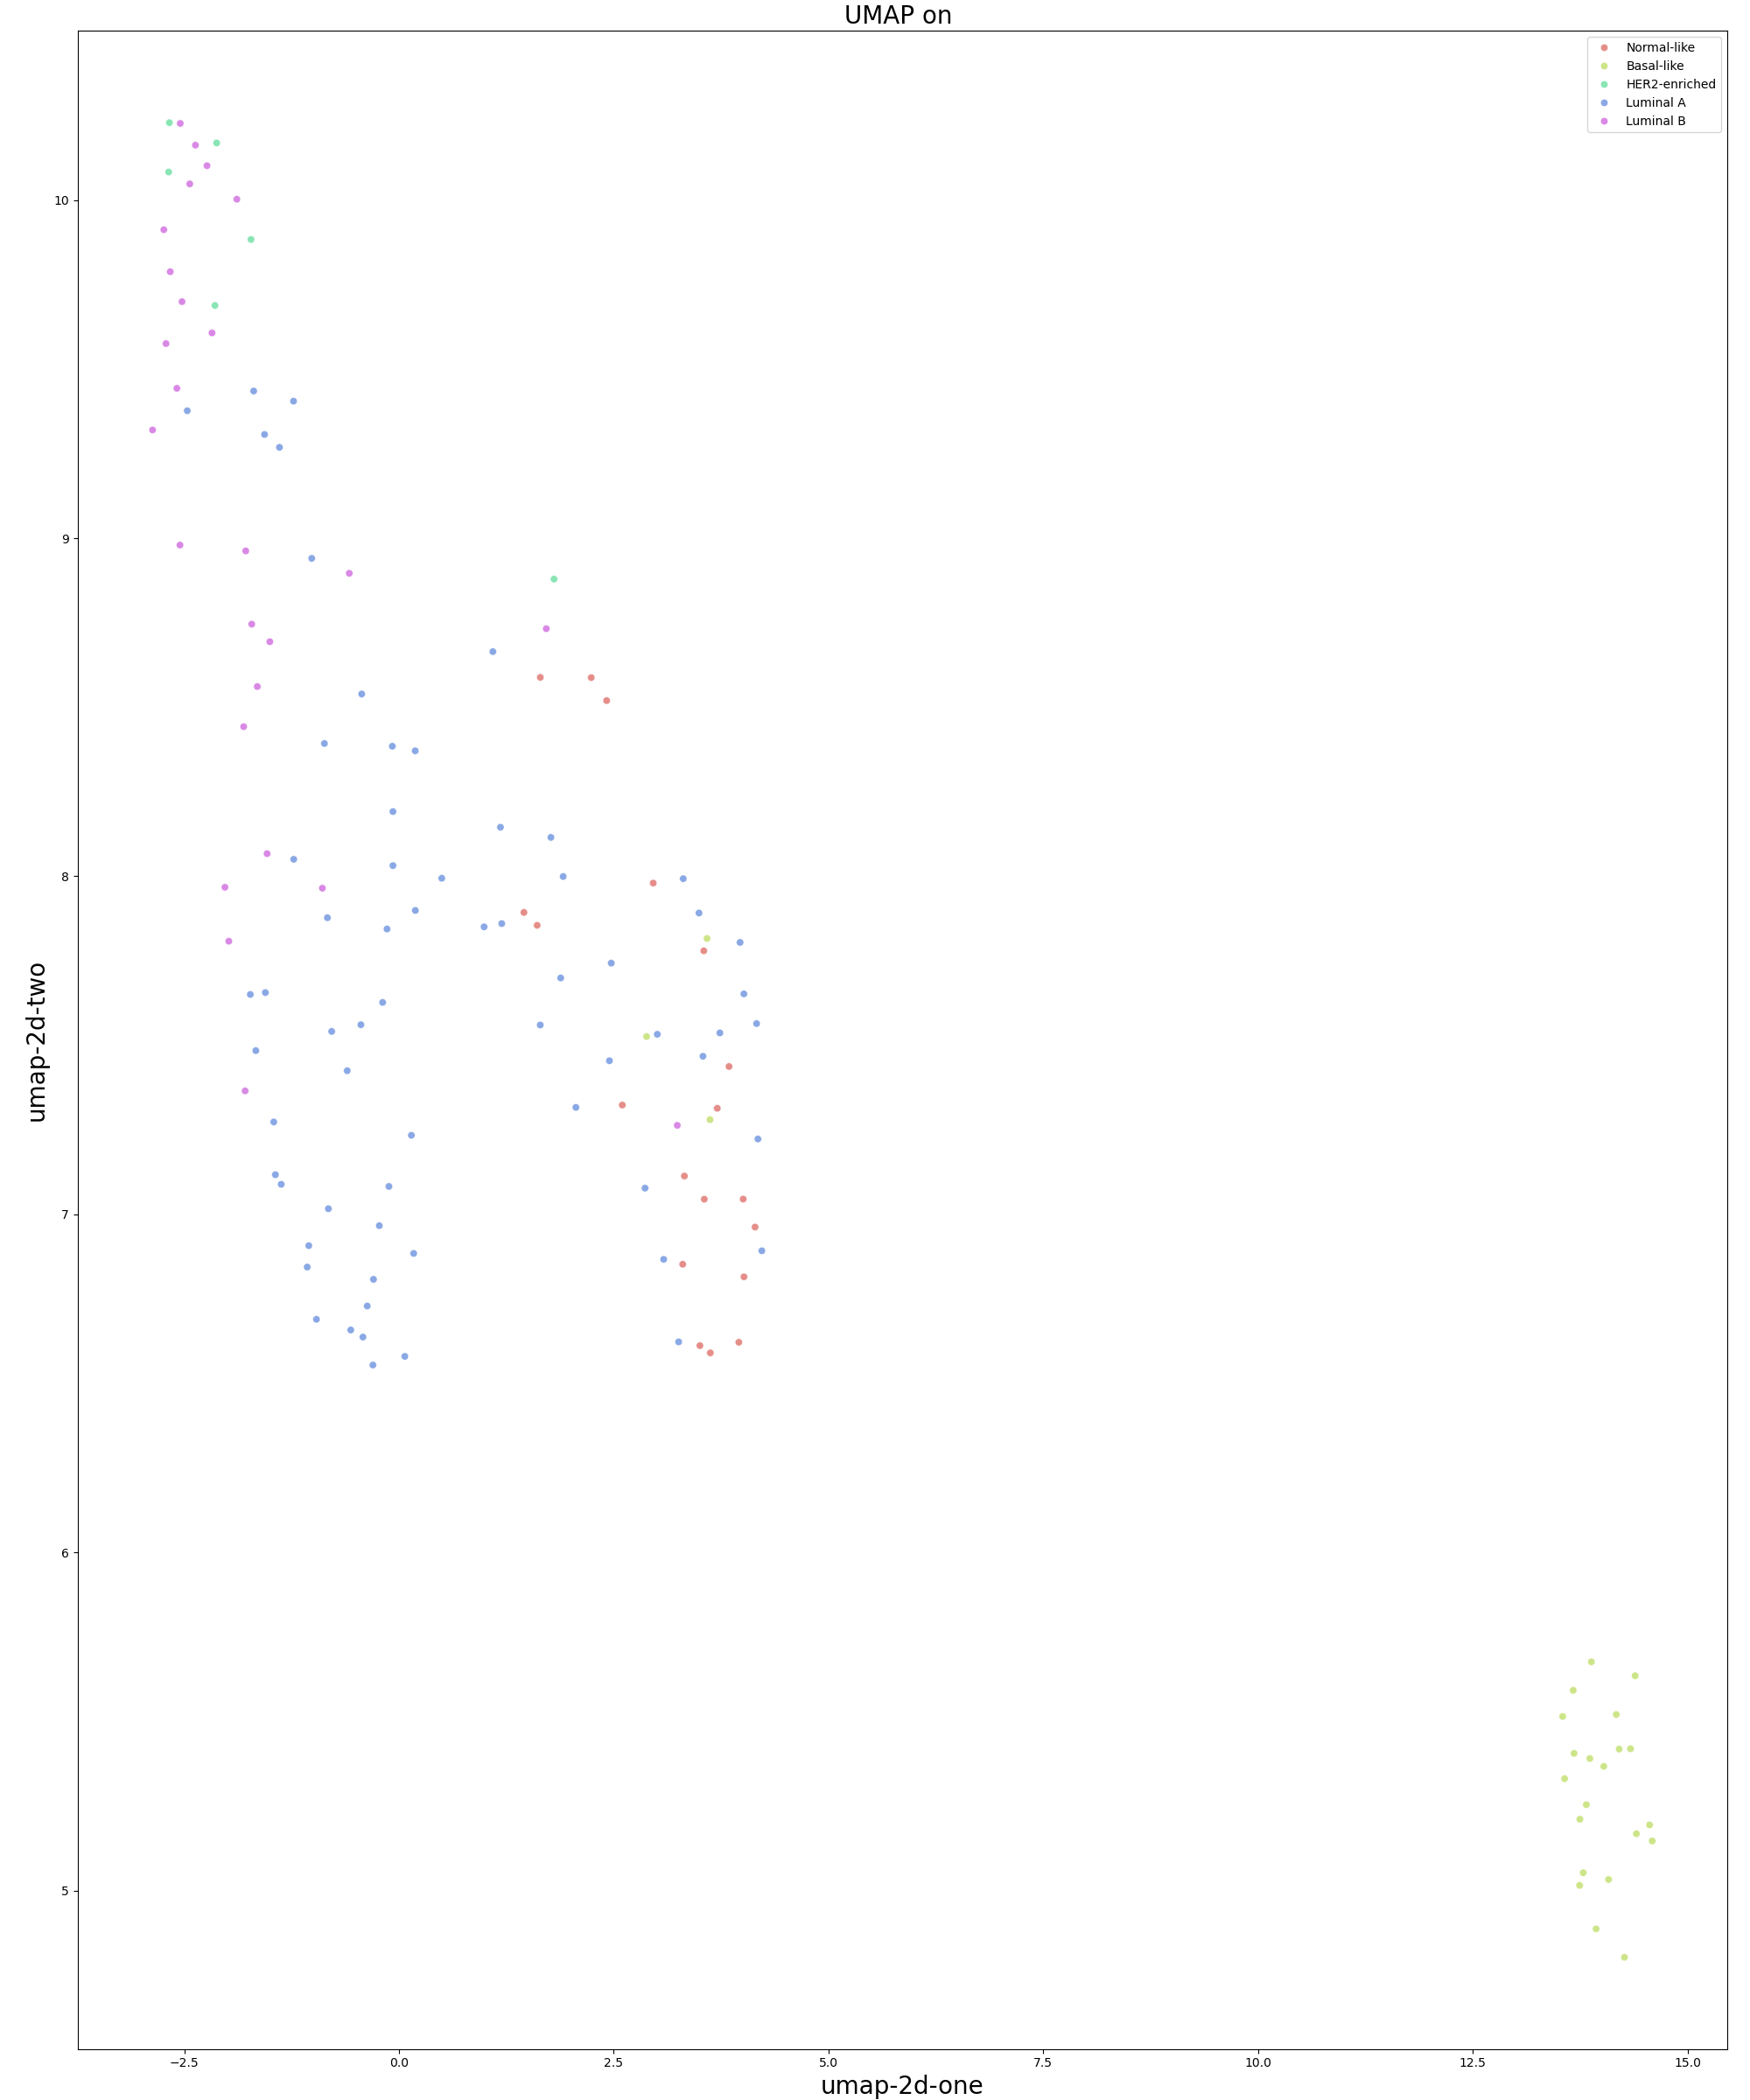 UMAP on
Normal-like
Basal-like
HER2-enriched
Luminal A
Luminal B
10
9
8
7
6
5
umap-2d-two
−2.5
0.0
2.5
5.0
7.5
10.0
12.5
15.0
umap-2d-one